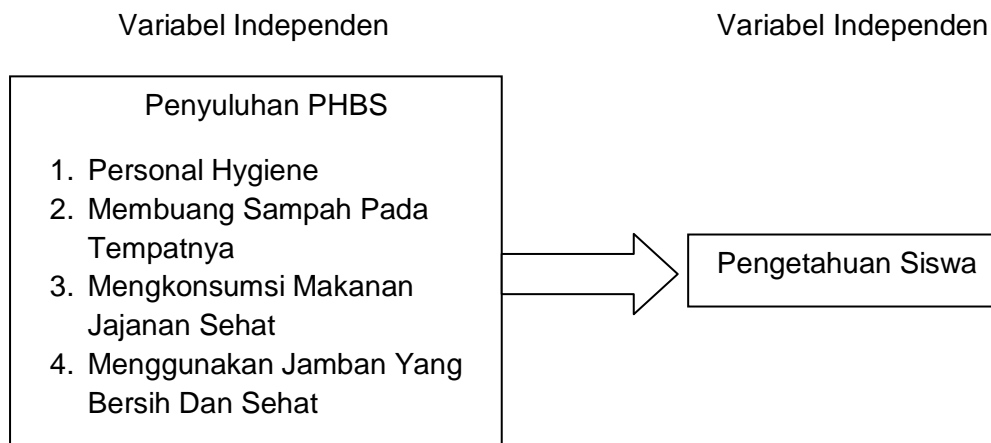 Variabel Independen
Variabel Independen
Penyuluhan PHBS
1. Personal Hygiene
2. Membuang Sampah Pada
Tempatnya
3. Mengkonsumsi Makanan
Jajanan Sehat
4. Menggunakan Jamban Yang
Bersih Dan Sehat
Pengetahuan Siswa